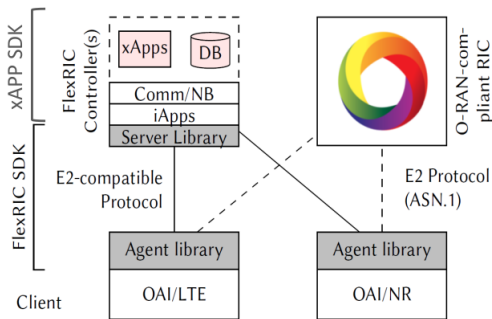 xAPP SDK
FlexRIC SDK
FlexRIC
Controller(s)
xApps
DB
Comm/NB
iApps
Server Library
O-RAN-com-
pliant RIC
E2-compatible
Protocol
E2 Protocol
(ASN.1)
Agent library
OAI/LTE
Agent library
OAI/NR
Client